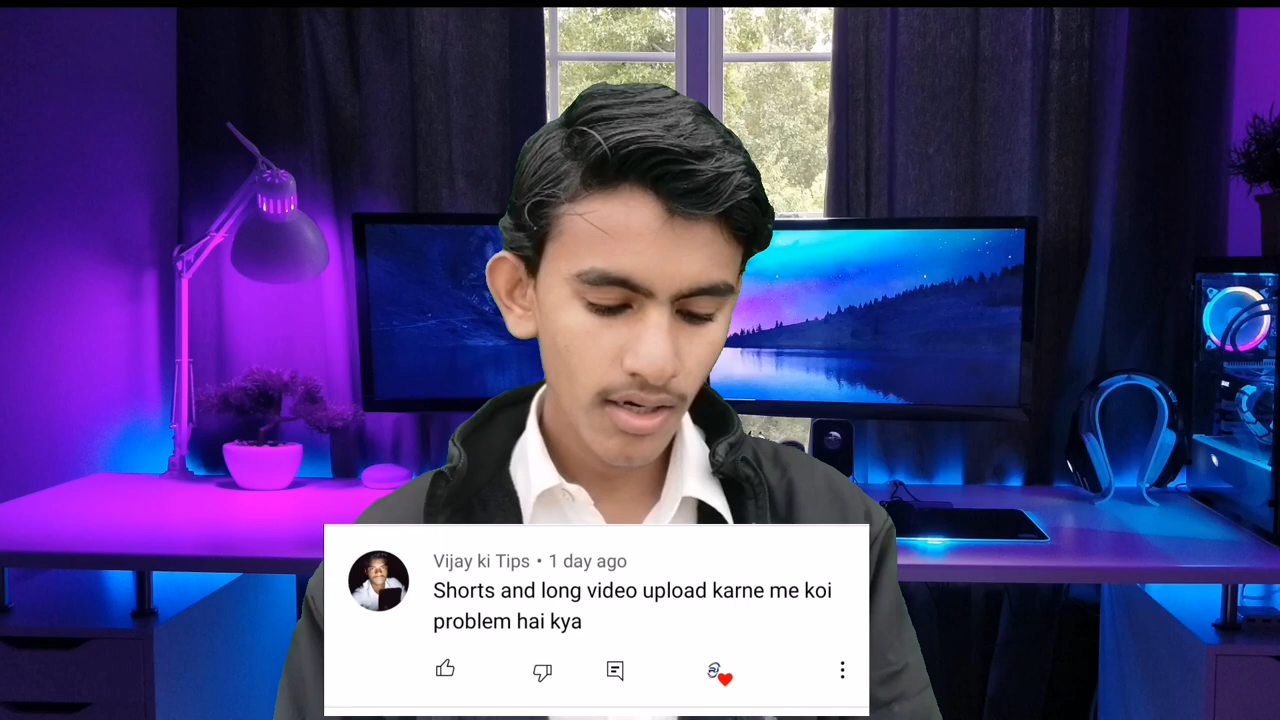 Vijay ki Tips • 1 day ago
Shorts and long video upload karne me koi
problem hai kya